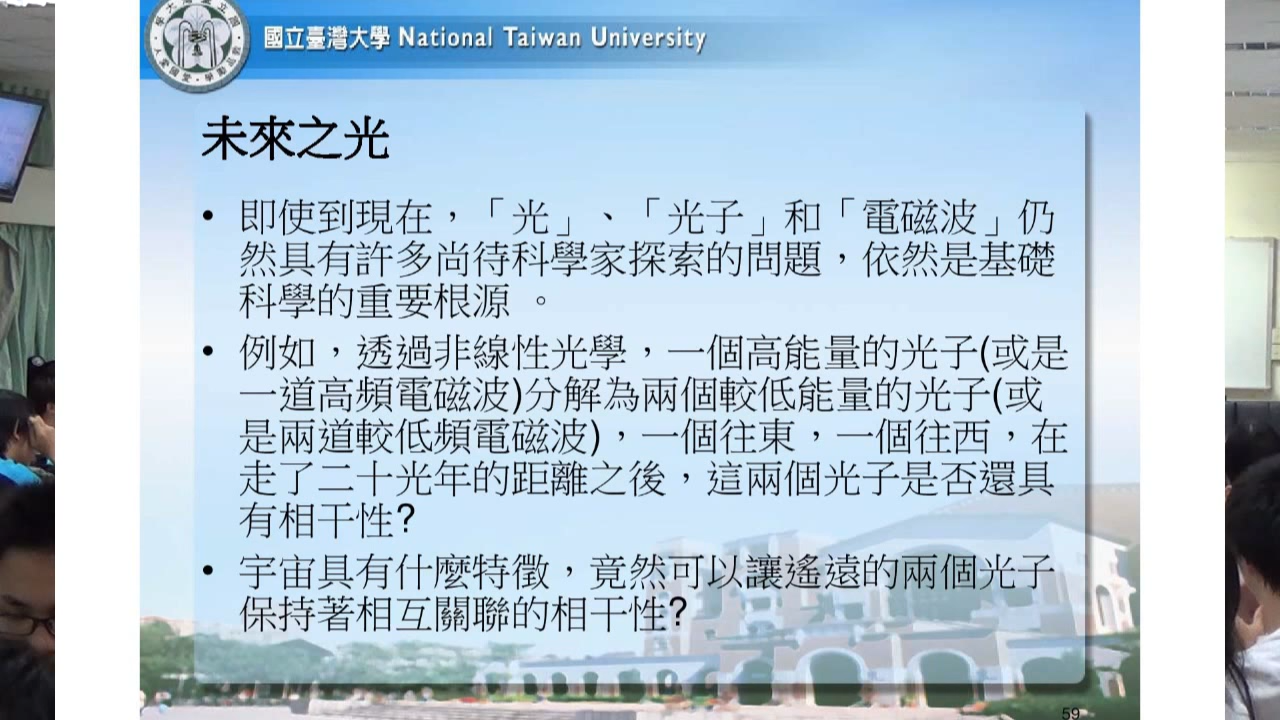 國立臺灣大學 National Taiwan University
未來之光
• 即使到現在，「光」、「光子」和「電磁波」仍
然具有許多尚待科學家探索的問題，依然是基礎
科學的重要根源 。
• 例如，透過非線性光學，一個高能量的光子(或是
一道高頻電磁波)分解為兩個較低能量的光子(或
是兩道較低頻電磁波)，一個往東，一個往西，在
走了二十光年的距離之後，這兩個光子是否還具
有相干性?
• 宇宙具有什麼特徵，竟然可以讓遙遠的兩個光子
保持著相互關聯的相干性?
59